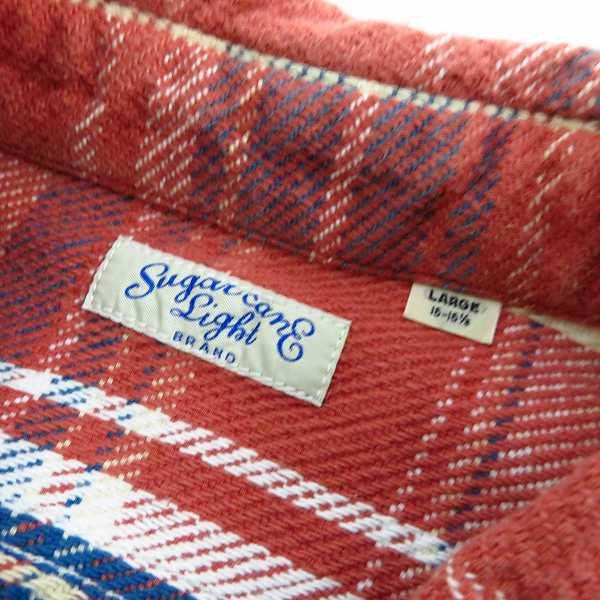 Sugar canE
Light
BRAND
LARGE
16-16½